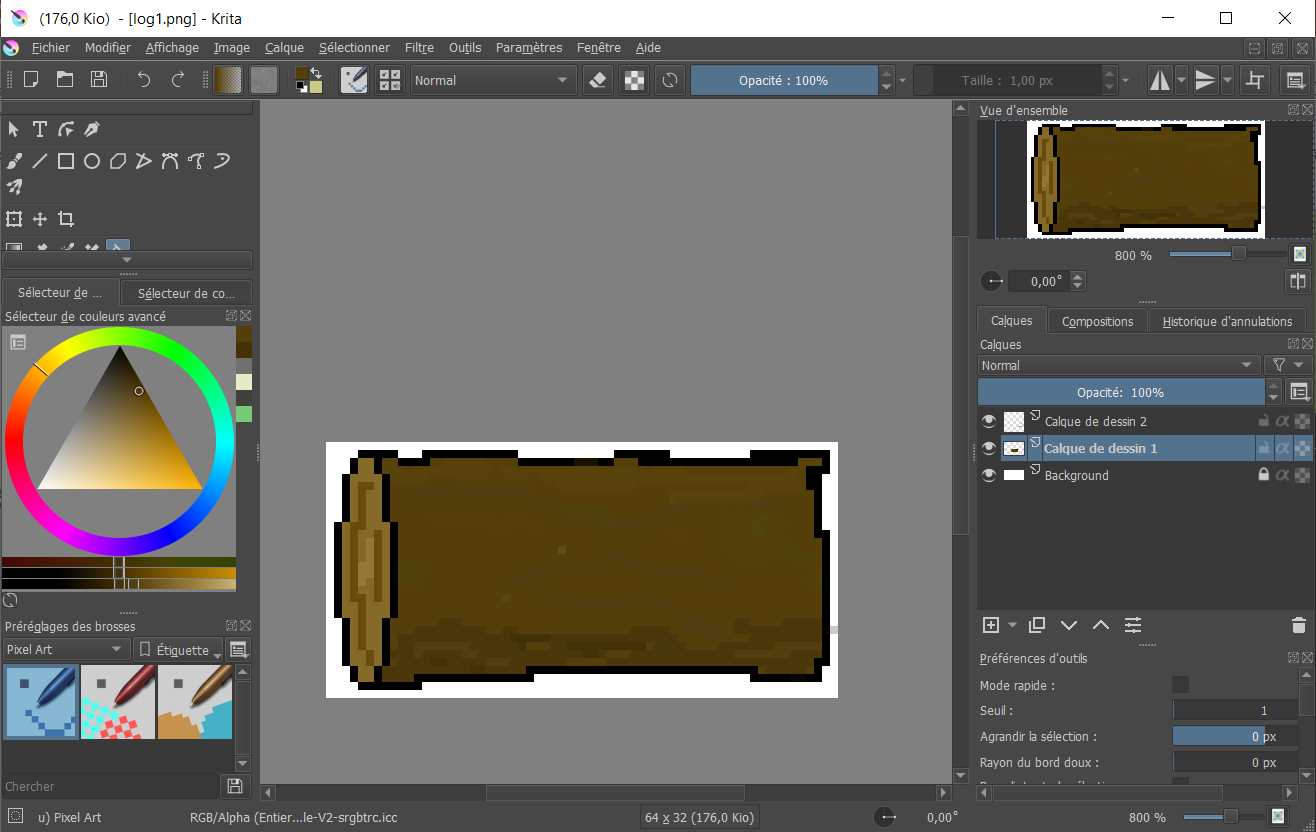 (176,0 Kio) - [log1.png] - Krita
Fichier Modifier Affichage Image Calque Sélectionner Filtre Outils Paramètres Fenêtre Aide
Normal
Opacité : 100%
Taille : 1,00 px
Vue d'ensemble
800 %
0,00°
Sélecteur de ...
Sélecteur de co...
Sélecteur de couleurs avancé
Calques
Compositions
Historique d'annulations
Calques
Normal
Opacité: 100%
Calque de dessin 2
Calque de dessin 1
Background
Préréglages des brosses
Pixel Art
Étiquette
Chercher
Préférences d'outils
Mode rapide :
Seuil : 1
Agrandir la sélection : 0 px
Rayon du bord doux : 0 px
u) Pixel Art
RGB/Alpha (Entier...le-V2-srgbtrc.icc
64 x 32 (176,0 Kio)
0,00°
800 %